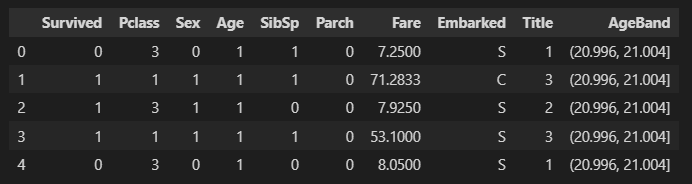 Survived Pclass Sex Age SibSp Parch Fare Embarked Title AgeBand
0 0 3 0 1 1 0 7.2500 S 1 (20.996, 21.004]
1 1 1 1 1 1 0 71.2833 C 3 (20.996, 21.004]
2 1 3 1 1 0 0 7.9250 S 2 (20.996, 21.004]
3 1 1 1 1 1 0 53.1000 S 3 (20.996, 21.004]
4 0 3 0 1 0 0 8.0500 S 1 (20.996, 21.004]